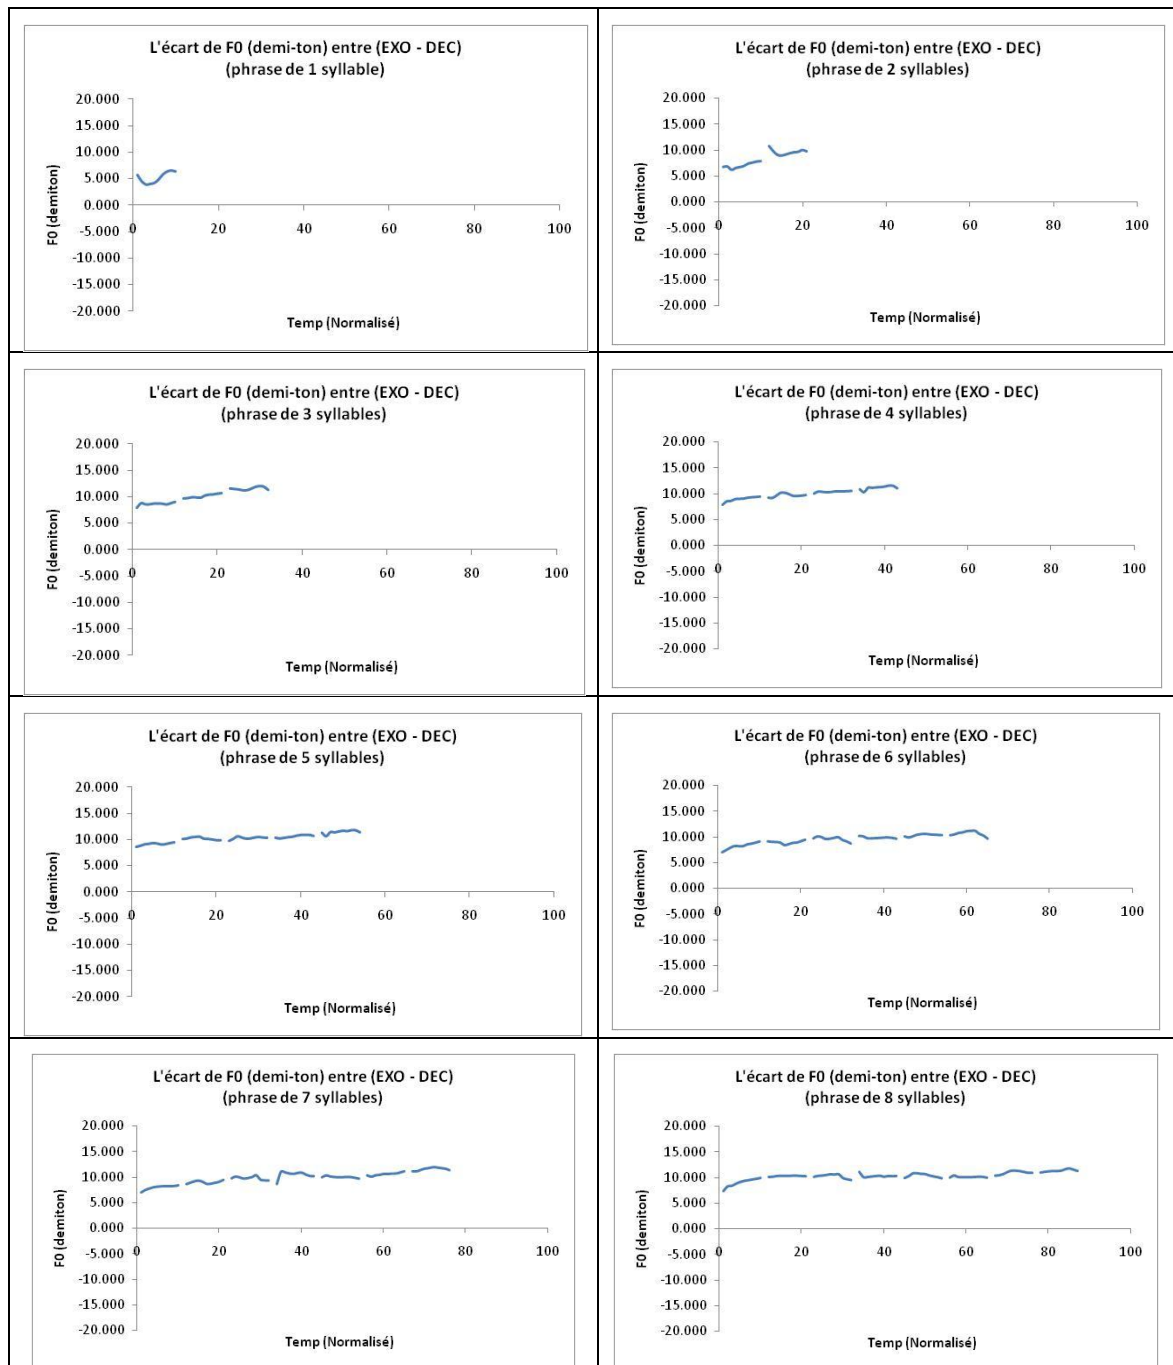 L'écart de F0 (demi-ton) entre (EXO - DEC)
(phrase de 1 syllable)
20.000
15.000
10.000
5.000
0.000
-5.000
-10.000
-15.000
-20.000
0 20 40 60 80 100
F0 (demiton)
Temp (Normalisé)
L'écart de F0 (demi-ton) entre (EXO - DEC)
(phrase de 2 syllables)
20.000
15.000
10.000
5.000
0.000
-5.000
-10.000
-15.000
-20.000
0 20 40 60 80 100
F0 (demiton)
Temp (Normalisé)
L'écart de F0 (demi-ton) entre (EXO - DEC)
(phrase de 3 syllables)
20.000
15.000
10.000
5.000
0.000
-5.000
-10.000
-15.000
-20.000
0 20 40 60 80 100
F0 (demiton)
Temp (Normalisé)
L'écart de F0 (demi-ton) entre (EXO - DEC)
(phrase de 4 syllables)
20.000
15.000
10.000
5.000
0.000
-5.000
-10.000
-15.000
-20.000
0 20 40 60 80 100
F0 (demiton)
Temp (Normalisé)
L'écart de F0 (demi-ton) entre (EXO - DEC)
(phrase de 5 syllables)
20.000
15.000
10.000
5.000
0.000
-5.000
-10.000
-15.000
-20.000
0 20 40 60 80 100
F0 (demiton)
Temp (Normalisé)
L'écart de F0 (demi-ton) entre (EXO - DEC)
(phrase de 6 syllables)
20.000
15.000
10.000
5.000
0.000
-5.000
-10.000
-15.000
-20.000
0 20 40 60 80 100
F0 (demiton)
Temp (Normalisé)
L'écart de F0 (demi-ton) entre (EXO - DEC)
(phrase de 7 syllables)
20.000
15.000
10.000
5.000
0.000
-5.000
-10.000
-15.000
-20.000
0 20 40 60 80 100
F0 (demiton)
Temp (Normalisé)
L'écart de F0 (demi-ton) entre (EXO - DEC)
(phrase de 8 syllables)
20.000
15.000
10.000
5.000
0.000
-5.000
-10.000
-15.000
-20.000
0 20 40 60 80 100
F0 (demiton)
Temp (Normalisé)